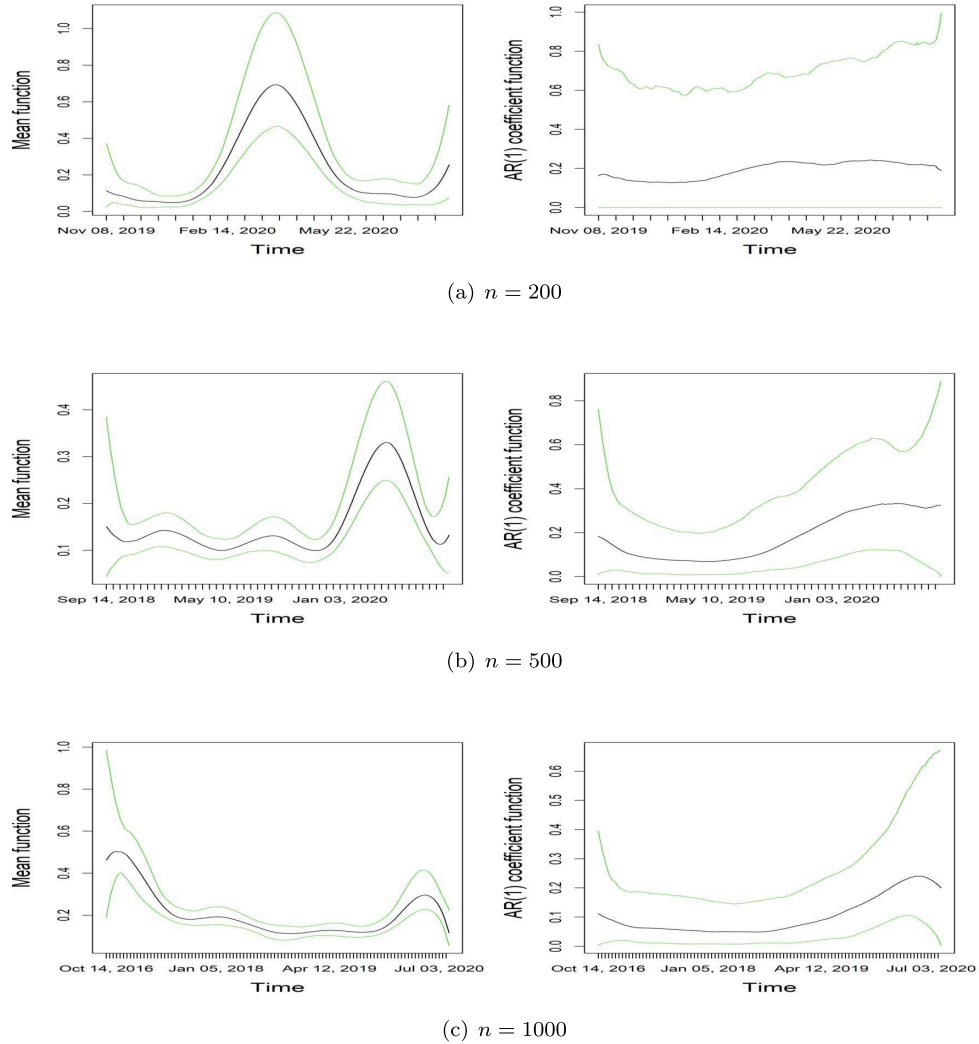 Mean function
0.0 0.2 0.4 0.6 0.8 1.0
Nov 08, 2019 Feb 14, 2020 May 22, 2020
Time
AR(1) coefficient function
0.0 0.2 0.4 0.6 0.8 1.0
Nov 08, 2019 Feb 14, 2020 May 22, 2020
Time
(a) n = 200
Mean function
0.1 0.2 0.3 0.4
Sep 14, 2018 May 10, 2019 Jan 03, 2020
Time
AR(1) coefficient function
0.0 0.2 0.4 0.6 0.8
Sep 14, 2018 May 10, 2019 Jan 03, 2020
Time
(b) n = 500
Mean function
0.2 0.4 0.6 0.8 1.0
Oct 14, 2016 Jan 05, 2018 Apr 12, 2019 Jul 03, 2020
Time
AR(1) coefficient function
0.0 0.1 0.2 0.3 0.4 0.5 0.6
Oct 14, 2016 Jan 05, 2018 Apr 12, 2019 Jul 03, 2020
Time
(c) n = 1000